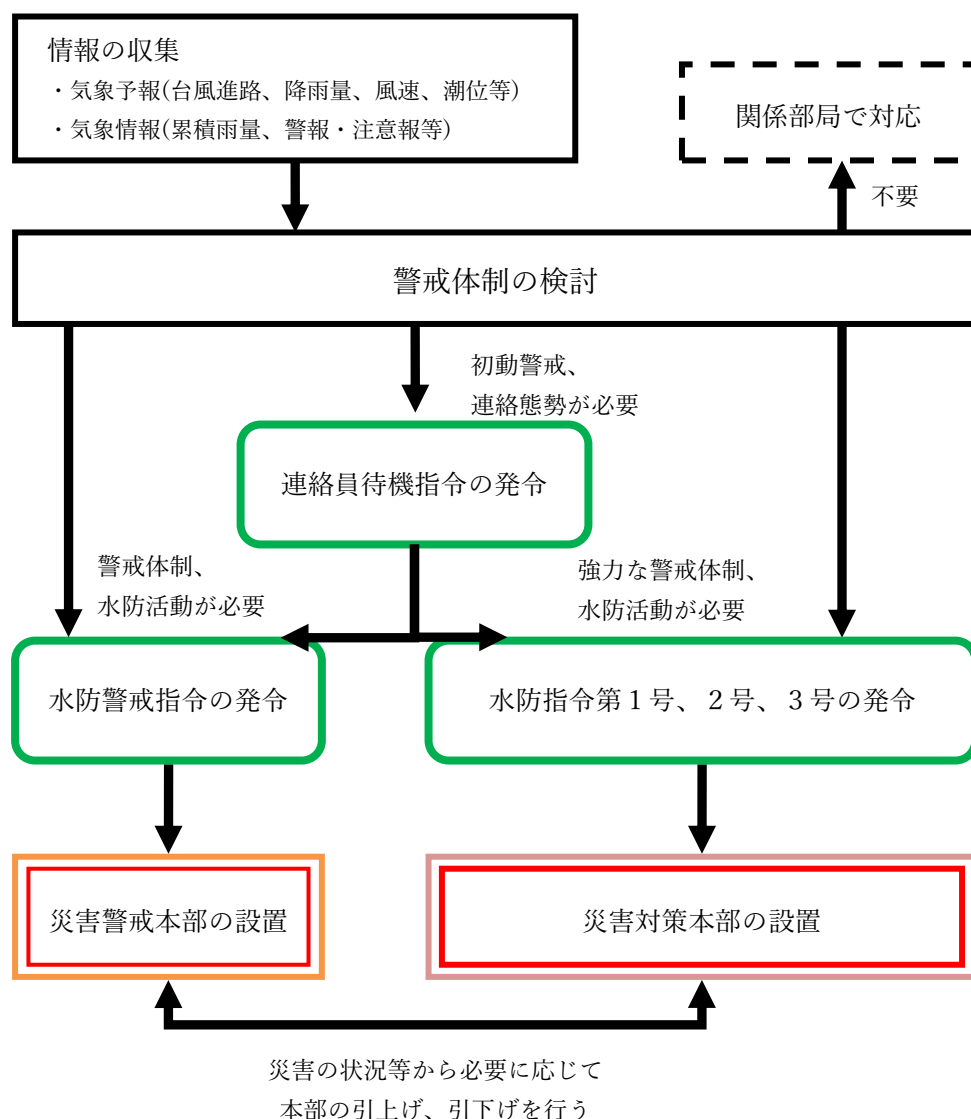 情報の収集
・気象予報(台風進路、降雨量、風速、潮位等)
・気象情報(累積雨量、警報・注意報等)
関係部局で対応
不要
警戒体制の検討
初動警戒、
連絡態勢が必要
連絡員待機指令の発令
警戒体制、
水防活動が必要
強力な警戒体制、
水防活動が必要
水防警戒指令の発令
水防指令第１号、２号、３号の発令
災害警戒本部の設置
災害対策本部の設置
災害の状況等から必要に応じて
本部の引上げ、引下げを行う